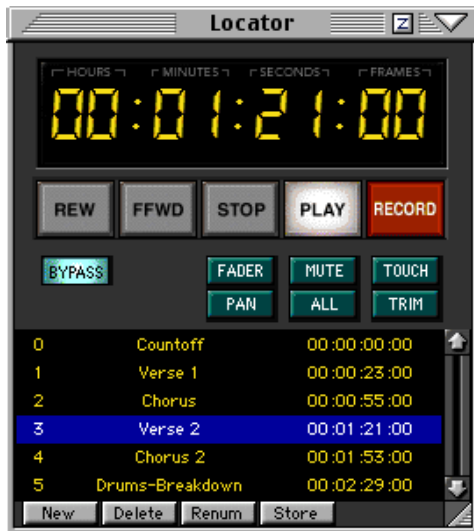 Locator Z
HOURS MINUTES SECONDS FRAMES
00:01:21:00
REW FFWD STOP PLAY RECORD
BYPASS FADER MUTE TOUCH
PAN ALL TRIM
0 Countoff 00:00:00:00
1 Verse 1 00:00:23:00
2 Chorus 00:00:55:00
3 Verse 2 00:01:21:00
4 Chorus 2 00:01:53:00
5 Drums-Breakdown 00:02:29:00
New Delete Renum Store